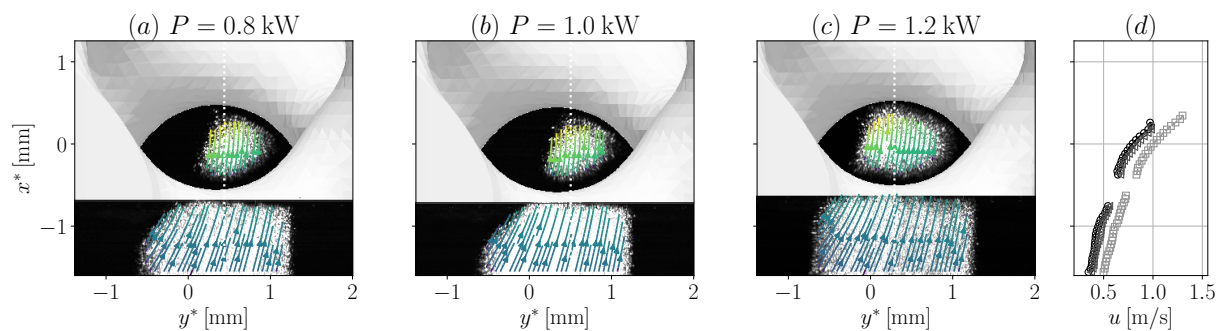 (a) P = 0.8 kW
(b) P = 1.0 kW
(c) P = 1.2 kW
(d)
x* [mm]
1
0
−1
−1
0
1
2
y* [mm]
−1
0
1
2
y* [mm]
−1
0
1
2
y* [mm]
0.5
1.0
1.5
u [m/s]